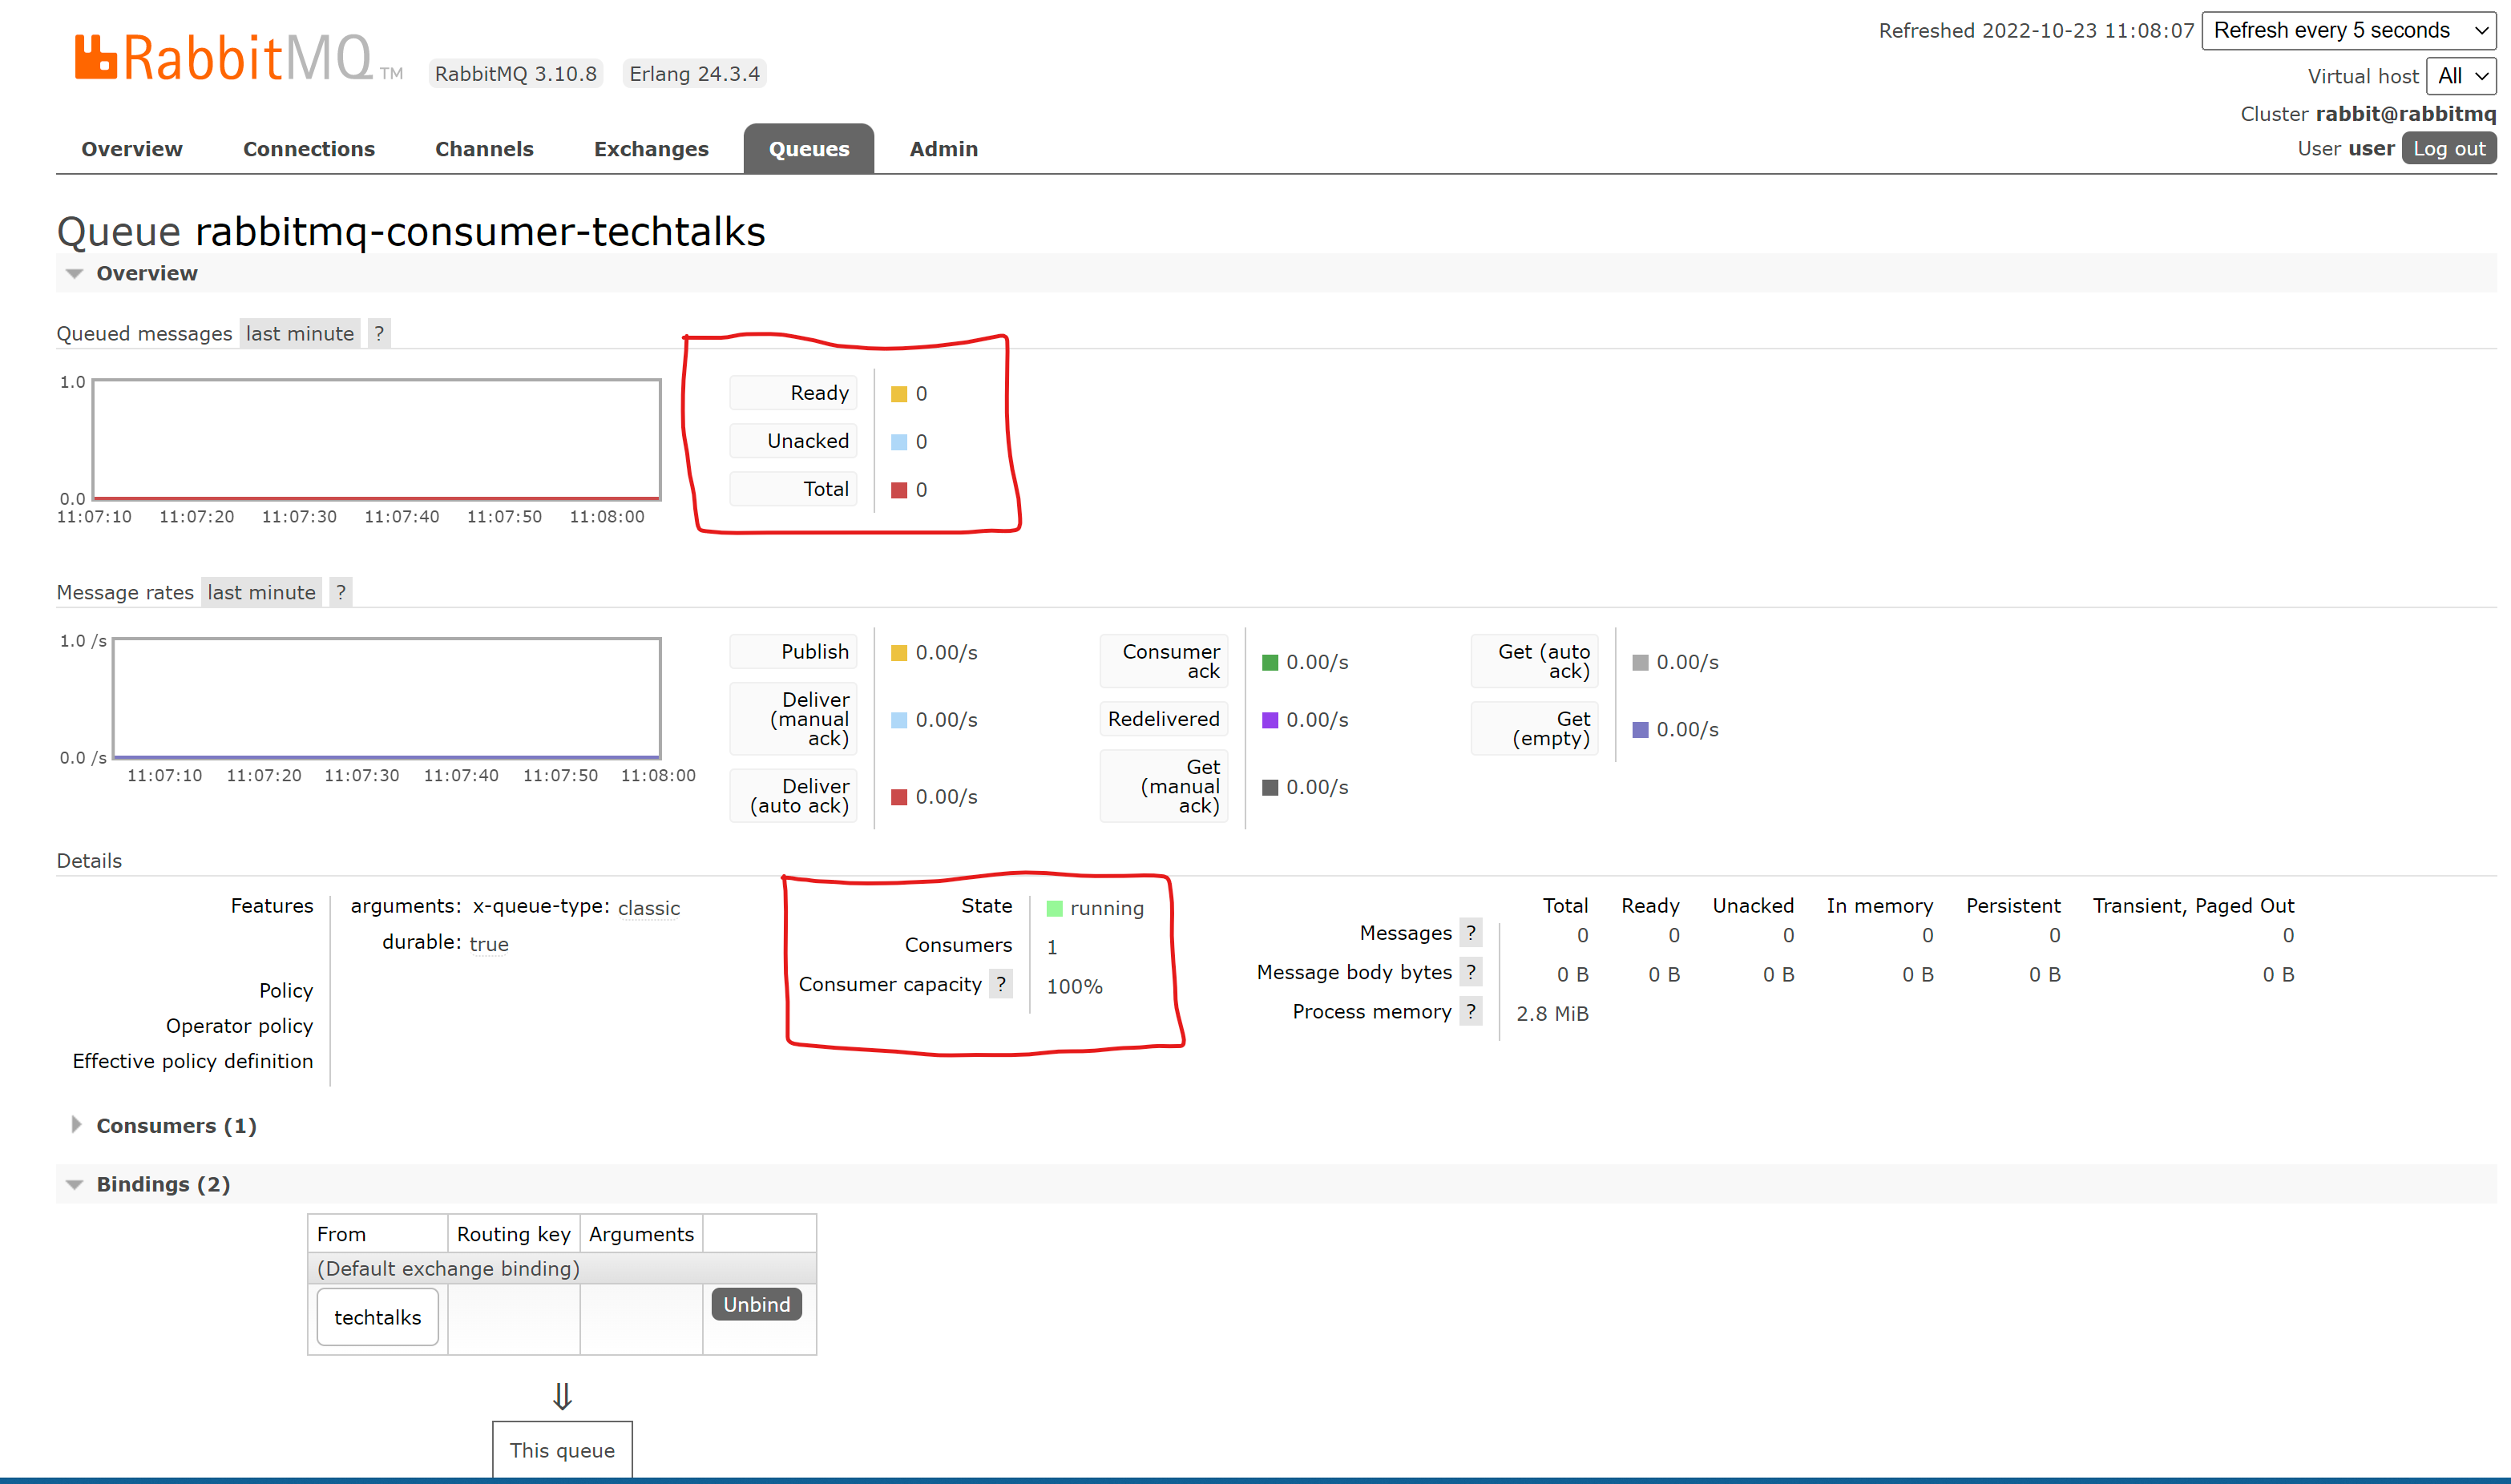 RabbitMQ TM RabbitMQ 3.10.8 Erlang 24.3.4
Refreshed 2022-10-23 11:08:07 Refresh every 5 seconds
Virtual host All
Cluster rabbit@rabbitmq
User user Log out
Overview Connections Channels Exchanges Queues Admin
Queue rabbitmq-consumer-techtalks
Overview
Queued messages last minute ?
1.0
0.0
11:07:10 11:07:20 11:07:30 11:07:40 11:07:50 11:08:00
Ready 0
Unacked 0
Total 0
Message rates last minute ?
1.0 /s
0.0 /s
11:07:10 11:07:20 11:07:30 11:07:40 11:07:50 11:08:00
Publish 0.00/s
Deliver
(manual
ack)
0.00/s
Deliver
(auto ack)
0.00/s
Consumer
ack
0.00/s
Redelivered 0.00/s
Get
(manual
ack)
0.00/s
Get (auto
ack)
0.00/s
Get
(empty)
0.00/s
Details
Features arguments: x-queue-type: classic
durable: true
Policy
Operator policy
Effective policy definition
State running
Consumers 1
Consumer capacity ? 100%
Total Ready Unacked In memory Persistent Transient, Paged Out
Messages ? 0 0 0 0 0 0
Message body bytes ? 0 B 0 B 0 B 0 B 0 B 0 B
Process memory ? 2.8 MiB
Consumers (1)
Bindings (2)
From Routing key Arguments
(Default exchange binding)
techtalks Unbind
⇓
This queue